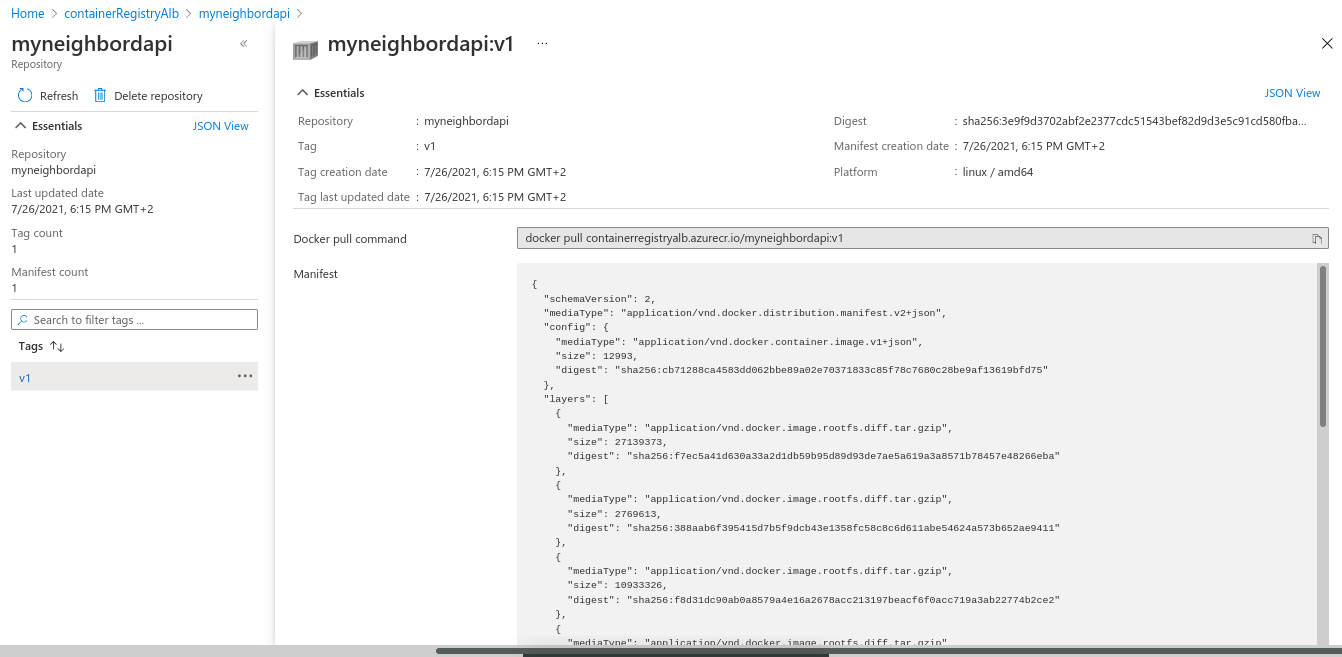 Home > containerRegistryAlb > myneighbordapi >
myneighbordapi «
Repository
Refresh Delete repository
Essentials JSON View
Repository
myneighbordapi
Last updated date
7/26/2021, 6:15 PM GMT+2
Tag count
1
Manifest count
1
Search to filter tags ...
Tags ↑↓
v1 •••
myneighbordapi:v1 ...
Essentials JSON View
Repository : myneighbordapi
Tag : v1
Tag creation date : 7/26/2021, 6:15 PM GMT+2
Tag last updated date : 7/26/2021, 6:15 PM GMT+2
Digest : sha256:3e9f9d3702abf2e2377cdc51543bef82d9d3e5c91cd580fba...
Manifest creation date : 7/26/2021, 6:15 PM GMT+2
Platform : linux / amd64
Docker pull command docker pull containerregistryalb.azurecr.io/myneighbordapi:v1
Manifest
{
"schemaVersion": 2,
"mediaType": "application/vnd.docker.distribution.manifest.v2+json",
"config": {
"mediaType": "application/vnd.docker.container.image.v1+json",
"size": 12993,
"digest": "sha256:cb71288ca4583dd062bbe89a02e70371833c85f78c7680c28be9af13619bfd75"
},
"layers": [
{
"mediaType": "application/vnd.docker.image.rootfs.diff.tar.gzip",
"size": 27139373,
"digest": "sha256:f7ec5a41d630a33a2d1db59b95d89d93de7ae5a619a3a8571b78457e48266eba"
},
{
"mediaType": "application/vnd.docker.image.rootfs.diff.tar.gzip",
"size": 2769613,
"digest": "sha256:388aab6f395415d7b5f9dcb43e1358fc58c8c6d611abe54624a573b652ae9411"
},
{
"mediaType": "application/vnd.docker.image.rootfs.diff.tar.gzip",
"size": 10933326,
"digest": "sha256:f8d31dc90ab0a8579a4e16a2678acc213197beacf6f0acc719a3ab22774b2ce2"
},
{
"mediaType": "application/vnd.docker.image.rootfs.diff.tar.gzip",